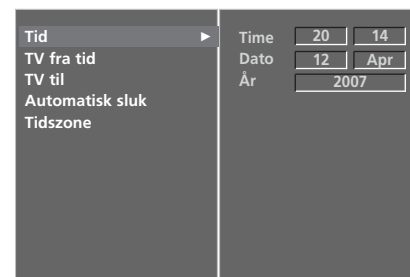 Tid ►
TV fra tid
TV til
Automatisk sluk
Tidszone
Time 20 14
Dato 12 Apr
År 2007